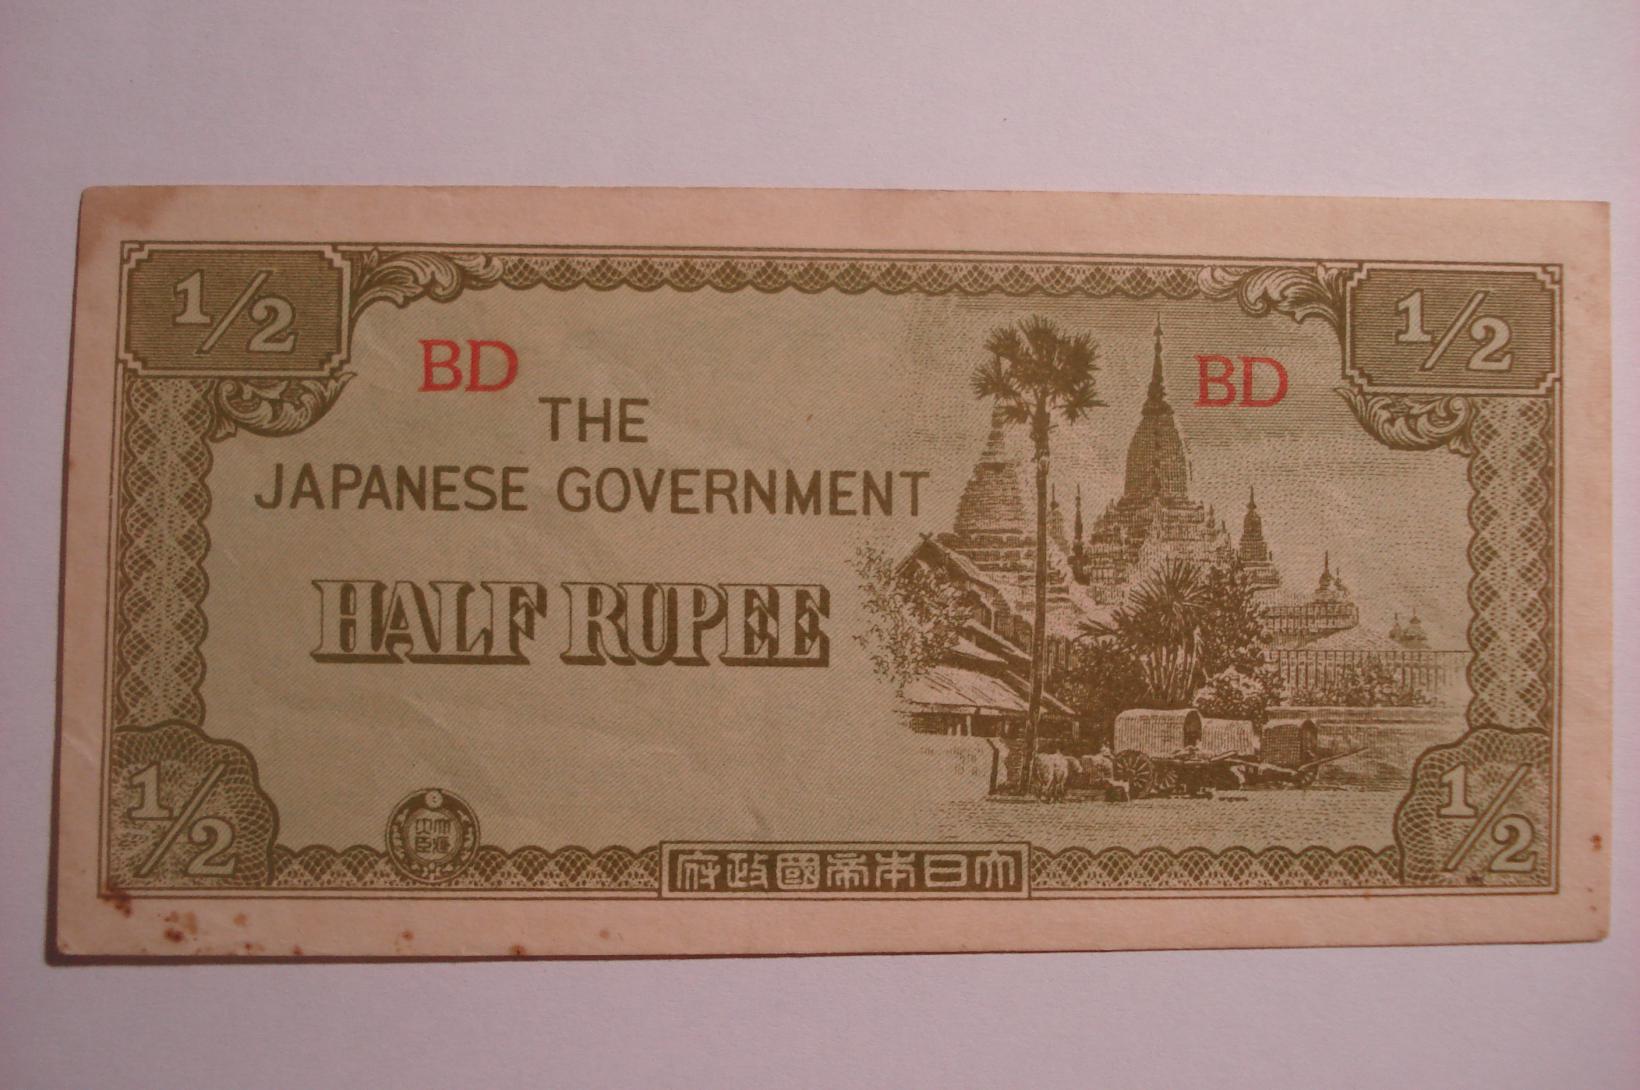 1/2
1/2
BD
BD
THE
JAPANESE GOVERNMENT
HALF RUPEE
1/2
1/2
府政國帝本日大